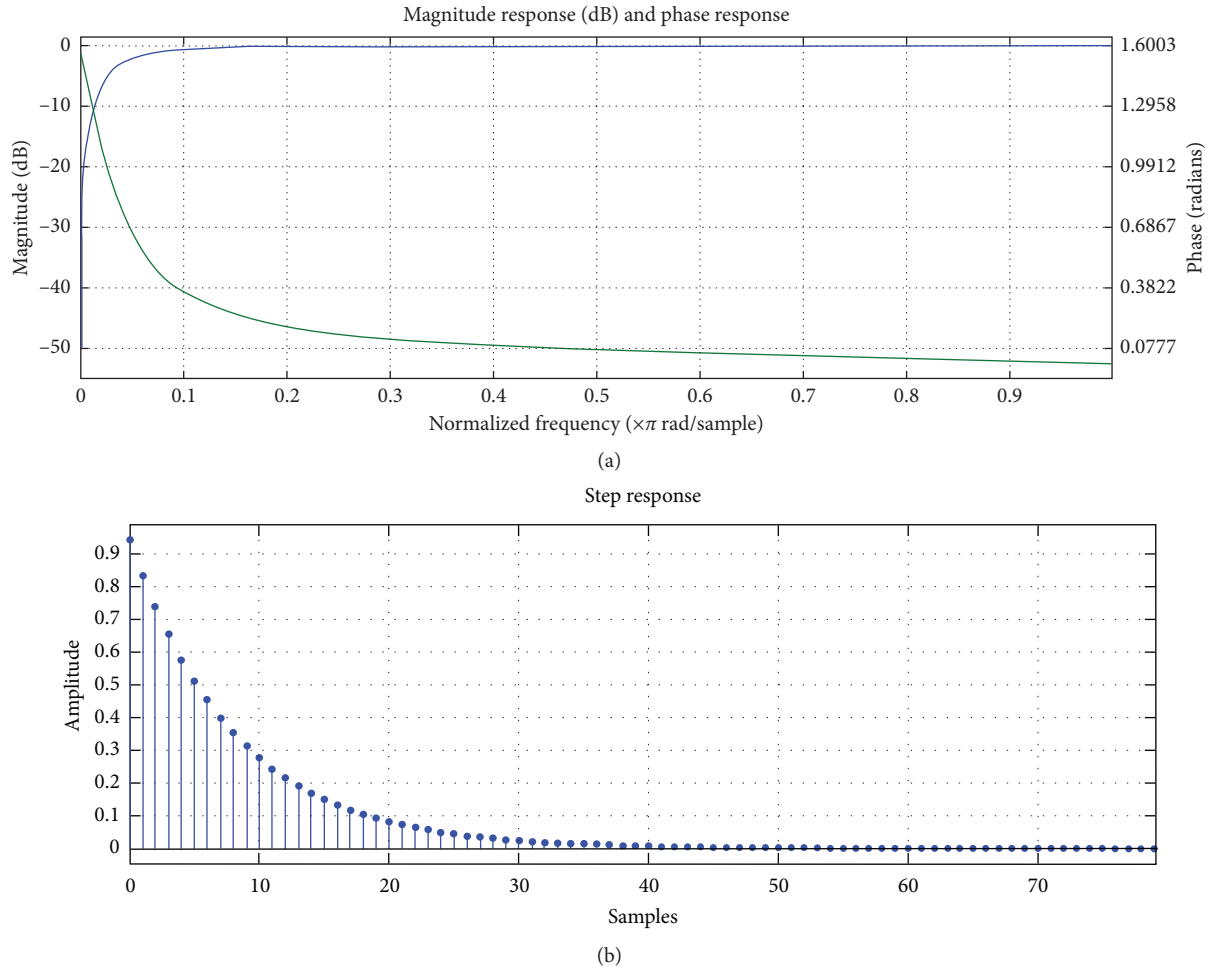 Magnitude response (dB) and phase response
Magnitude (dB)
0
–10
–20
–30
–40
–50
1.6003
1.2958
0.9912
0.6867
0.3822
0.0777
Phase (radians)
0 0.1 0.2 0.3 0.4 0.5 0.6 0.7 0.8 0.9
Normalized frequency (×π rad/sample)
(a)
Step response
Amplitude
0.9
0.8
0.7
0.6
0.5
0.4
0.3
0.2
0.1
0
0 10 20 30 40 50 60 70
Samples
(b)